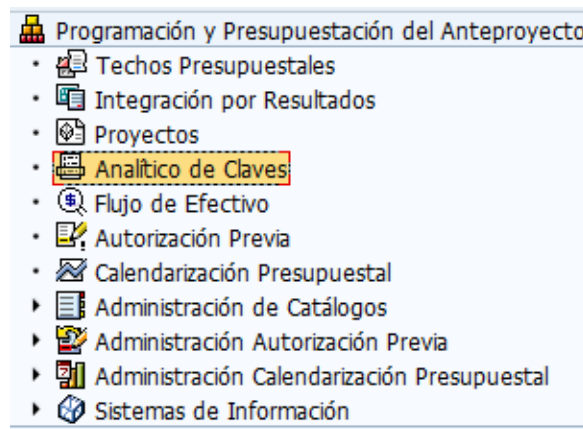 Programación y Presupuestación del Anteproyecto
Techos Presupuestales
Integración por Resultados
Proyectos
Analítico de Claves
Flujo de Efectivo
Autorización Previa
Calendarización Presupuestal
Administración de Catálogos
Administración Autorización Previa
Administración Calendarización Presupuestal
Sistemas de Información